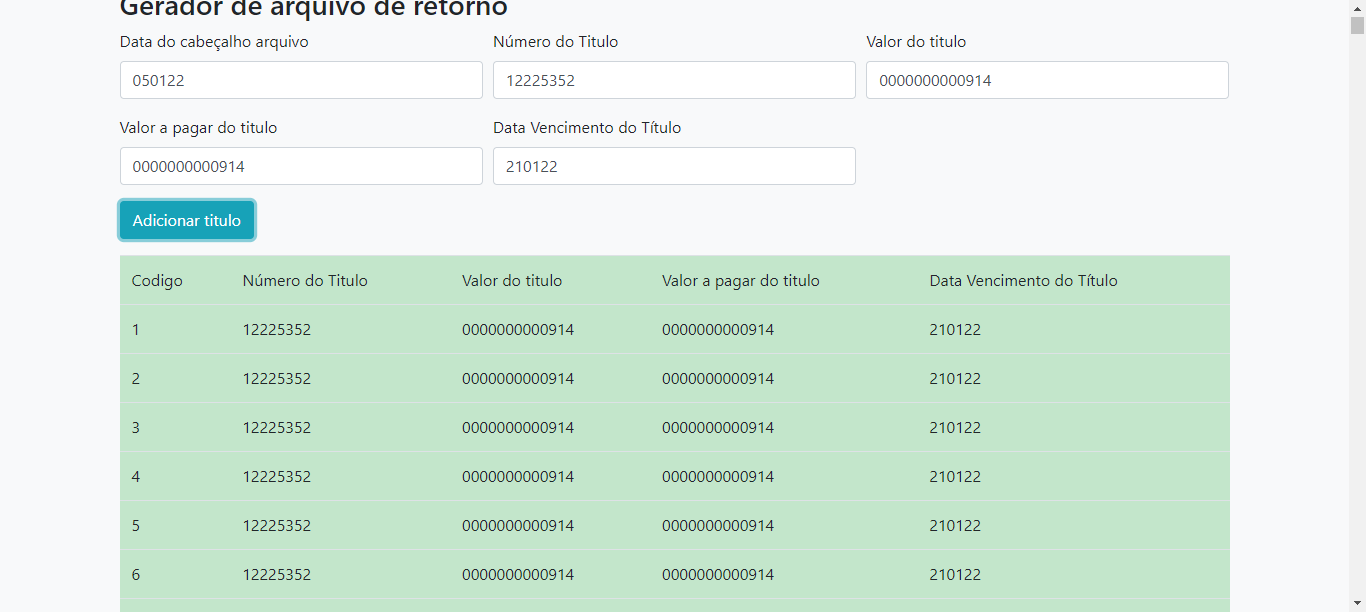 Gerador de arquivo de retorno
Data do cabeçalho arquivo Número do Titulo Valor do titulo
050122 12225352 0000000000914
Valor a pagar do titulo Data Vencimento do Título
0000000000914 210122
Adicionar titulo
Codigo Número do Titulo Valor do titulo Valor a pagar do titulo Data Vencimento do Título
1 12225352 0000000000914 0000000000914 210122
2 12225352 0000000000914 0000000000914 210122
3 12225352 0000000000914 0000000000914 210122
4 12225352 0000000000914 0000000000914 210122
5 12225352 0000000000914 0000000000914 210122
6 12225352 0000000000914 0000000000914 210122